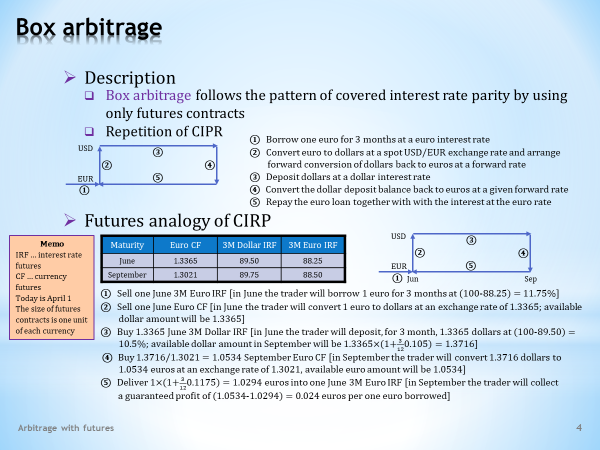 Box arbitrage
➢ Description
❑ Box arbitrage follows the pattern of covered interest rate parity by using
only futures contracts
❑ Repetition of CIPR
USD
③
②
④
EUR
⑤
①
① Borrow one euro for 3 months at a euro interest rate
② Convert euro to dollars at a spot USD/EUR exchange rate and arrange
forward conversion of dollars back to euros at a forward rate
③ Deposit dollars at a dollar interest rate
④ Convert the dollar deposit balance back to euros at a given forward rate
⑤ Repay the euro loan together with with the interest at the euro rate
➢ Futures analogy of CIRP
Memo
IRF ... interest rate
futures
CF ... currency
futures
Today is April 1
The size of futures
contracts is one unit
of each currency
Maturity Euro CF 3M Dollar IRF 3M Euro IRF
June 1.3365 89.50 88.25
September 1.3021 89.75 88.50
USD
③
②
④
EUR
⑤
① Jun Sep
① Sell one June 3M Euro IRF [in June the trader will borrow 1 euro for 3 months at (100-88.25) = 11.75%]
② Sell one June Euro CF [in June the trader will convert 1 euro to dollars at an exchange rate of 1.3365; available
dollar amount will be 1.3365]
③ Buy 1.3365 June 3M Dollar IRF [in June the trader will deposit, for 3 month, 1.3365 dollars at (100-89.50) =
10.5%; available dollar amount in September will be 1.3365×(1+3/12 0.105) = 1.3716]
④ Buy 1.3716/1.3021 = 1.0534 September Euro CF [in September the trader will convert 1.3716 dollars to
1.0534 euros at an exchange rate of 1.3021, available euro amount will be 1.0534]
⑤ Deliver 1×(1+3/12 0.1175) = 1.0294 euros into one June 3M Euro IRF [in September the trader will collect
a guaranteed profit of (1.0534-1.0294) = 0.024 euros per one euro borrowed]
Arbitrage with futures
4